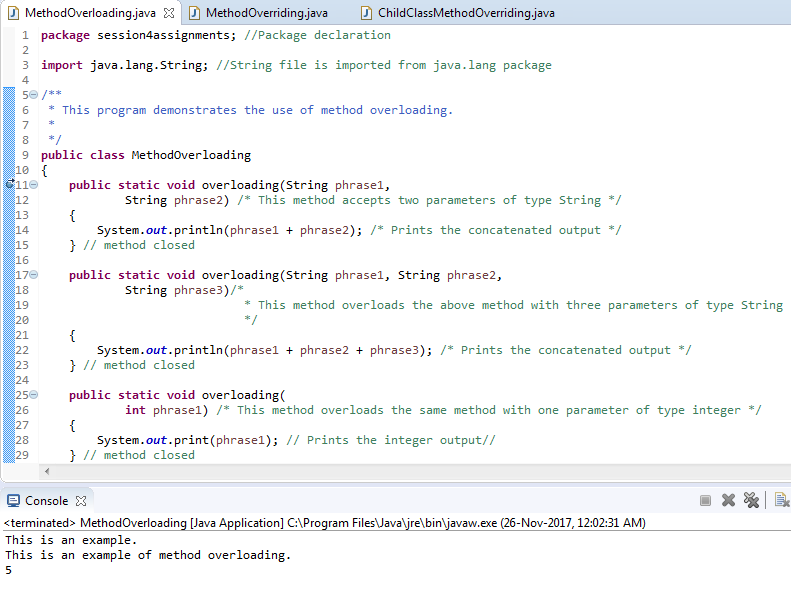 MethodOverloading.java MethodOverriding.java ChildClassMethodOverriding.java
1 package session4assignments; //Package declaration
2
3 import java.lang.String; //String file is imported from java.lang package
4
5 /**
6 * This program demonstrates the use of method overloading.
7 *
8 */
9 public class MethodOverloading
10 {
11 public static void overloading(String phrase1,
12 String phrase2) /* This method accepts two parameters of type String */
13 {
14 System.out.println(phrase1 + phrase2); /* Prints the concatenated output */
15 } // method closed
16
17 public static void overloading(String phrase1, String phrase2,
18 String phrase3)/*
19 * This method overloads the above method with three parameters of type String
20 */
21 {
22 System.out.println(phrase1 + phrase2 + phrase3); /* Prints the concatenated output */
23 } // method closed
24
25 public static void overloading(
26 int phrase1) /* This method overloads the same method with one parameter of type integer */
27 {
28 System.out.print(phrase1); // Prints the integer output//
29 } // method closed
Console
<terminated> MethodOverloading [Java Application] C:\Program Files\Java\jre\bin\javaw.exe (26-Nov-2017, 12:02:31 AM)
This is an example.
This is an example of method overloading.
5